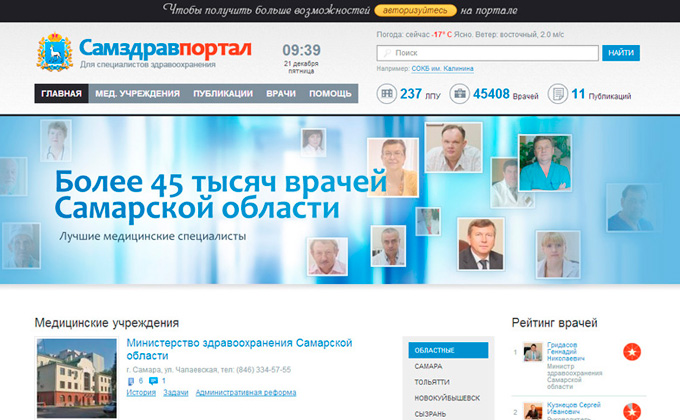 Чтобы получить больше возможностей авторизуйтесь на портале
Самздравпортал
Для специалистов здравоохранения
09:39
21 декабря
пятница
Погода: сейчас -17° C Ясно. Ветер: восточный, 2.0 м/с
Поиск
НАЙТИ
Например: СОКБ им. Калинина
ГЛАВНАЯ МЕД. УЧРЕЖДЕНИЯ ПУБЛИКАЦИИ ВРАЧИ ПОМОЩЬ
237 ЛПУ 45408 Врачей 11 Публикаций
Более 45 тысяч врачей
Самарской области
Лучшие медицинские специалисты
Медицинские учреждения
Министерство здравоохранения Самарской
области
г. Самара, ул. Чапаевская, тел: (846) 334-57-55
6 1
История Задачи Административная реформа
ОБЛАСТНЫЕ
САМАРА
ТОЛЬЯТТИ
НОВОКУЙБЫШЕВСК
СЫЗРАНЬ
Рейтинг врачей
1 Гридасов
Геннадий
Николаевич
Министр
здравоохранения
Самарской
области
2 Кузнецов Сергей
Иванович